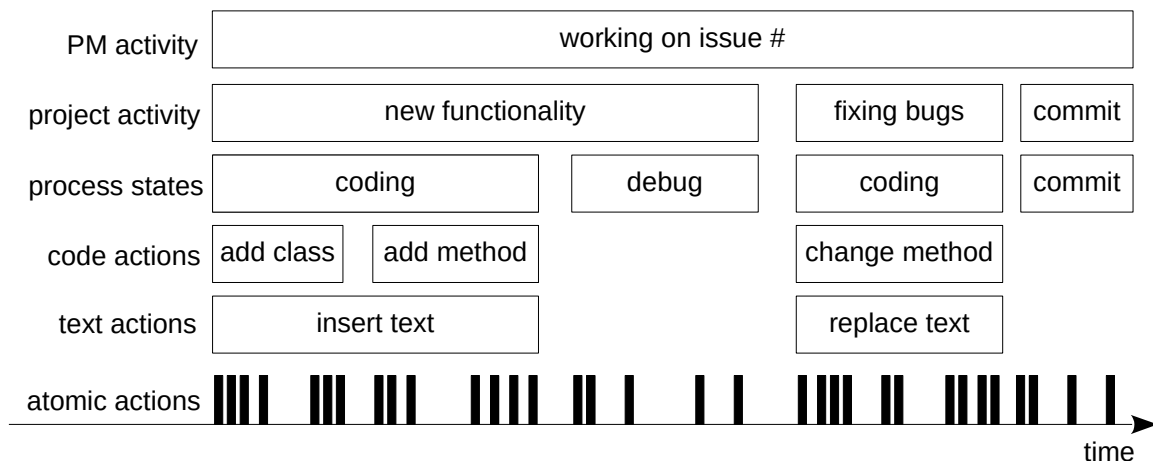 PM activity working on issue #
project activity new functionality fixing bugs commit
process states coding debug coding commit
code actions add class add method change method
text actions insert text replace text
atomic actions
time